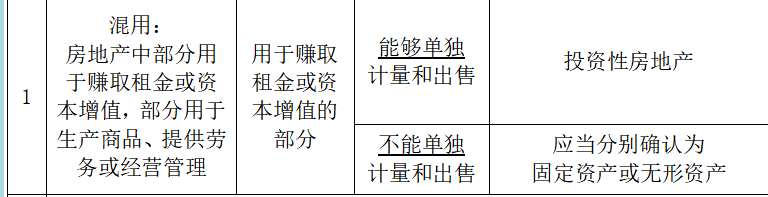 1
混用：
房地产中部分用
于赚取租金或资
本增值，部分用于
生产商品、提供劳
务或经营管理
用于赚取
租金或资
本增值的
部分
能够单独
计量和出售
投资性房地产
不能单独
计量和出售
应当分别确认为
固定资产或无形资产